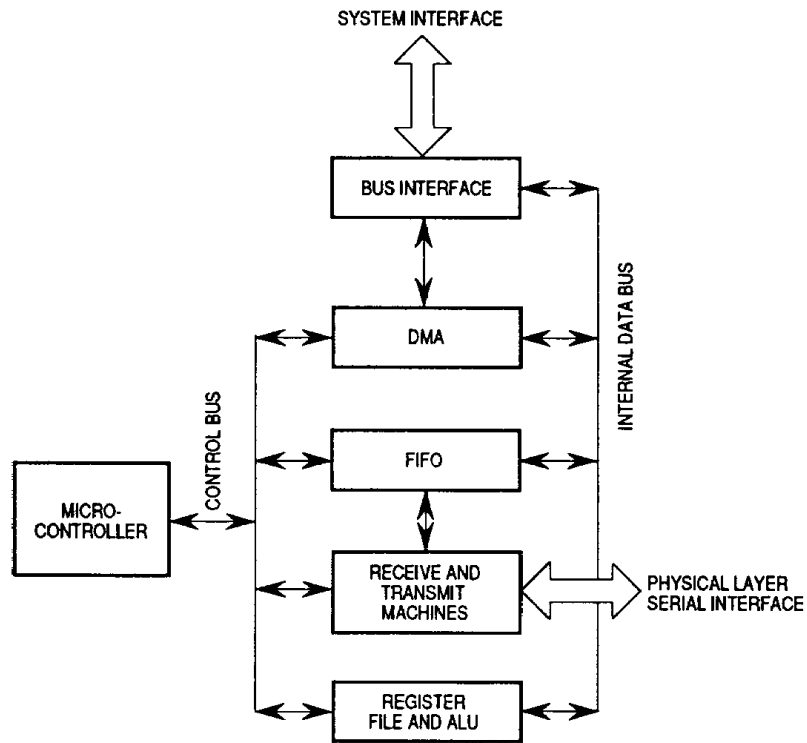 SYSTEM INTERFACE
BUS INTERFACE
INTERNAL DATA BUS
DMA
CONTROL BUS
FIFO
MICRO-
CONTROLLER
RECEIVE AND
TRANSMIT
MACHINES
PHYSICAL LAYER
SERIAL INTERFACE
REGISTER
FILE AND ALU